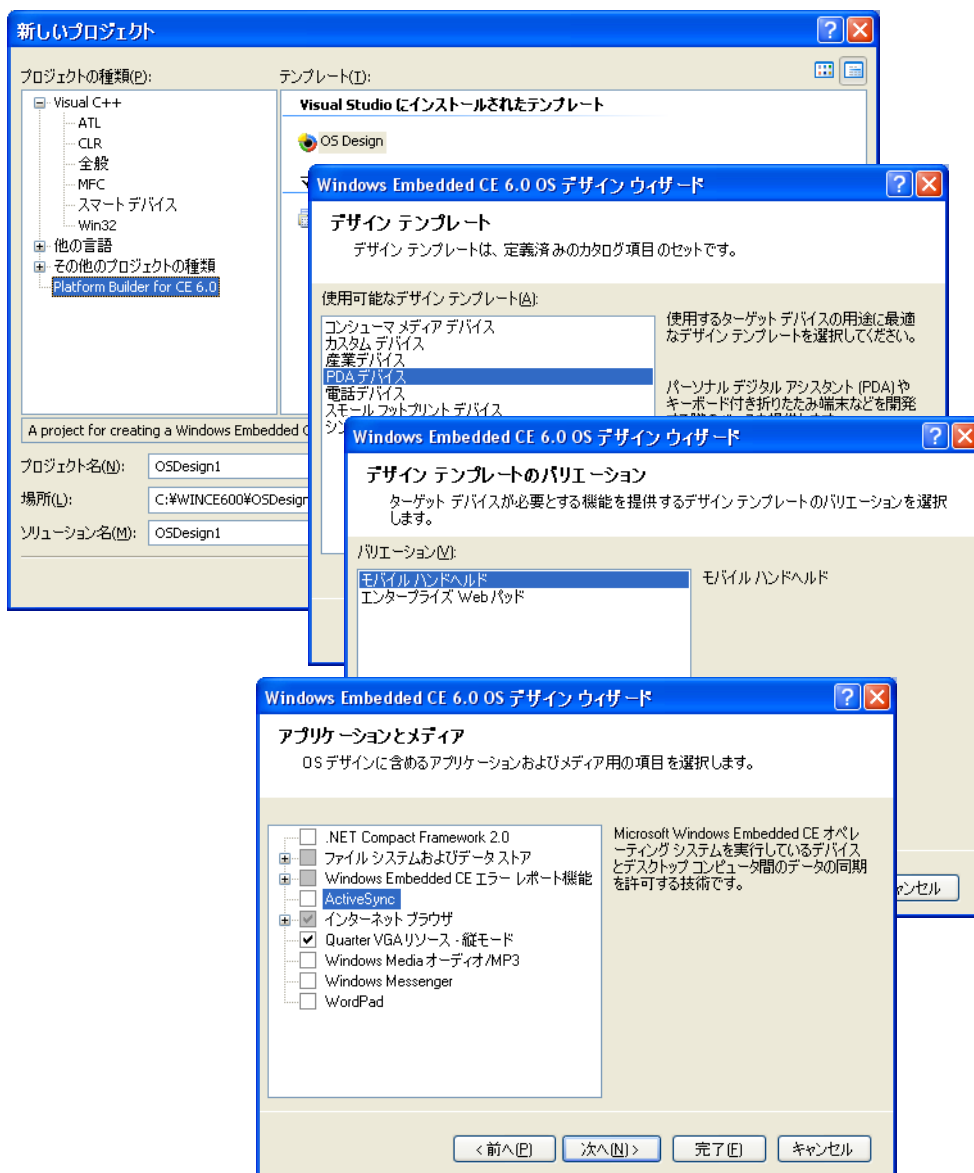 新しいプロジェクト
プロジェクトの種類(P):
テンプレート(T):
Visual C++
ATL
CLR
全般
MFC
スマート デバイス
Win32
他の言語
その他のプロジェクトの種類
Platform Builder for CE 6.0
Visual Studio にインストールされたテンプレート
OS Design
マ
A project for creating a Windows Embedded
プロジェクト名(N):
OSDesign1
場所(L):
C:¥WINCE600¥OSDesign
ソリューション名(M):
OSDesign1
Windows Embedded CE 6.0 OS デザイン ウィザード
デザイン テンプレート
デザイン テンプレートは、定義済みのカタログ項目のセットです。
使用可能なデザイン テンプレート(A):
コンシューマ メディア デバイス
カスタム デバイス
産業デバイス
PDA デバイス
電話デバイス
スモール フットプリント デバイス
シン
使用するターゲット デバイスの用途に最適
なデザイン テンプレートを選択してください。
パーソナル デジタル アシスタント (PDA) や
キーボード付き折りたたみ端末などを開発
Windows Embedded CE 6.0 OS デザイン ウィザード
デザイン テンプレートのバリエーション
ターゲット デバイスが必要とする機能を提供するデザイン テンプレートのバリエーションを選択
します。
バリエーション(V):
モバイル ハンドヘルド
エンタープライズ Web パッド
モバイル ハンドヘルド
ャンセル
Windows Embedded CE 6.0 OS デザイン ウィザード
アプリケーションとメディア
OS デザインに含めるアプリケーションおよびメディア用の項目を選択します。
.NET Compact Framework 2.0
ファイル システムおよびデータ ストア
Windows Embedded CE エラー レポート機能
ActiveSync
インターネット ブラウザ
Quarter VGA リソース - 縦モード
Windows Media オーディオ/MP3
Windows Messenger
WordPad
Microsoft Windows Embedded CE オペレ
ーティング システムを実行しているデバイス
とデスクトップ コンピュータ間のデータの同期
を許可する技術です。
< 前へ(P)
次へ(N) >
完了(F)
キャンセル